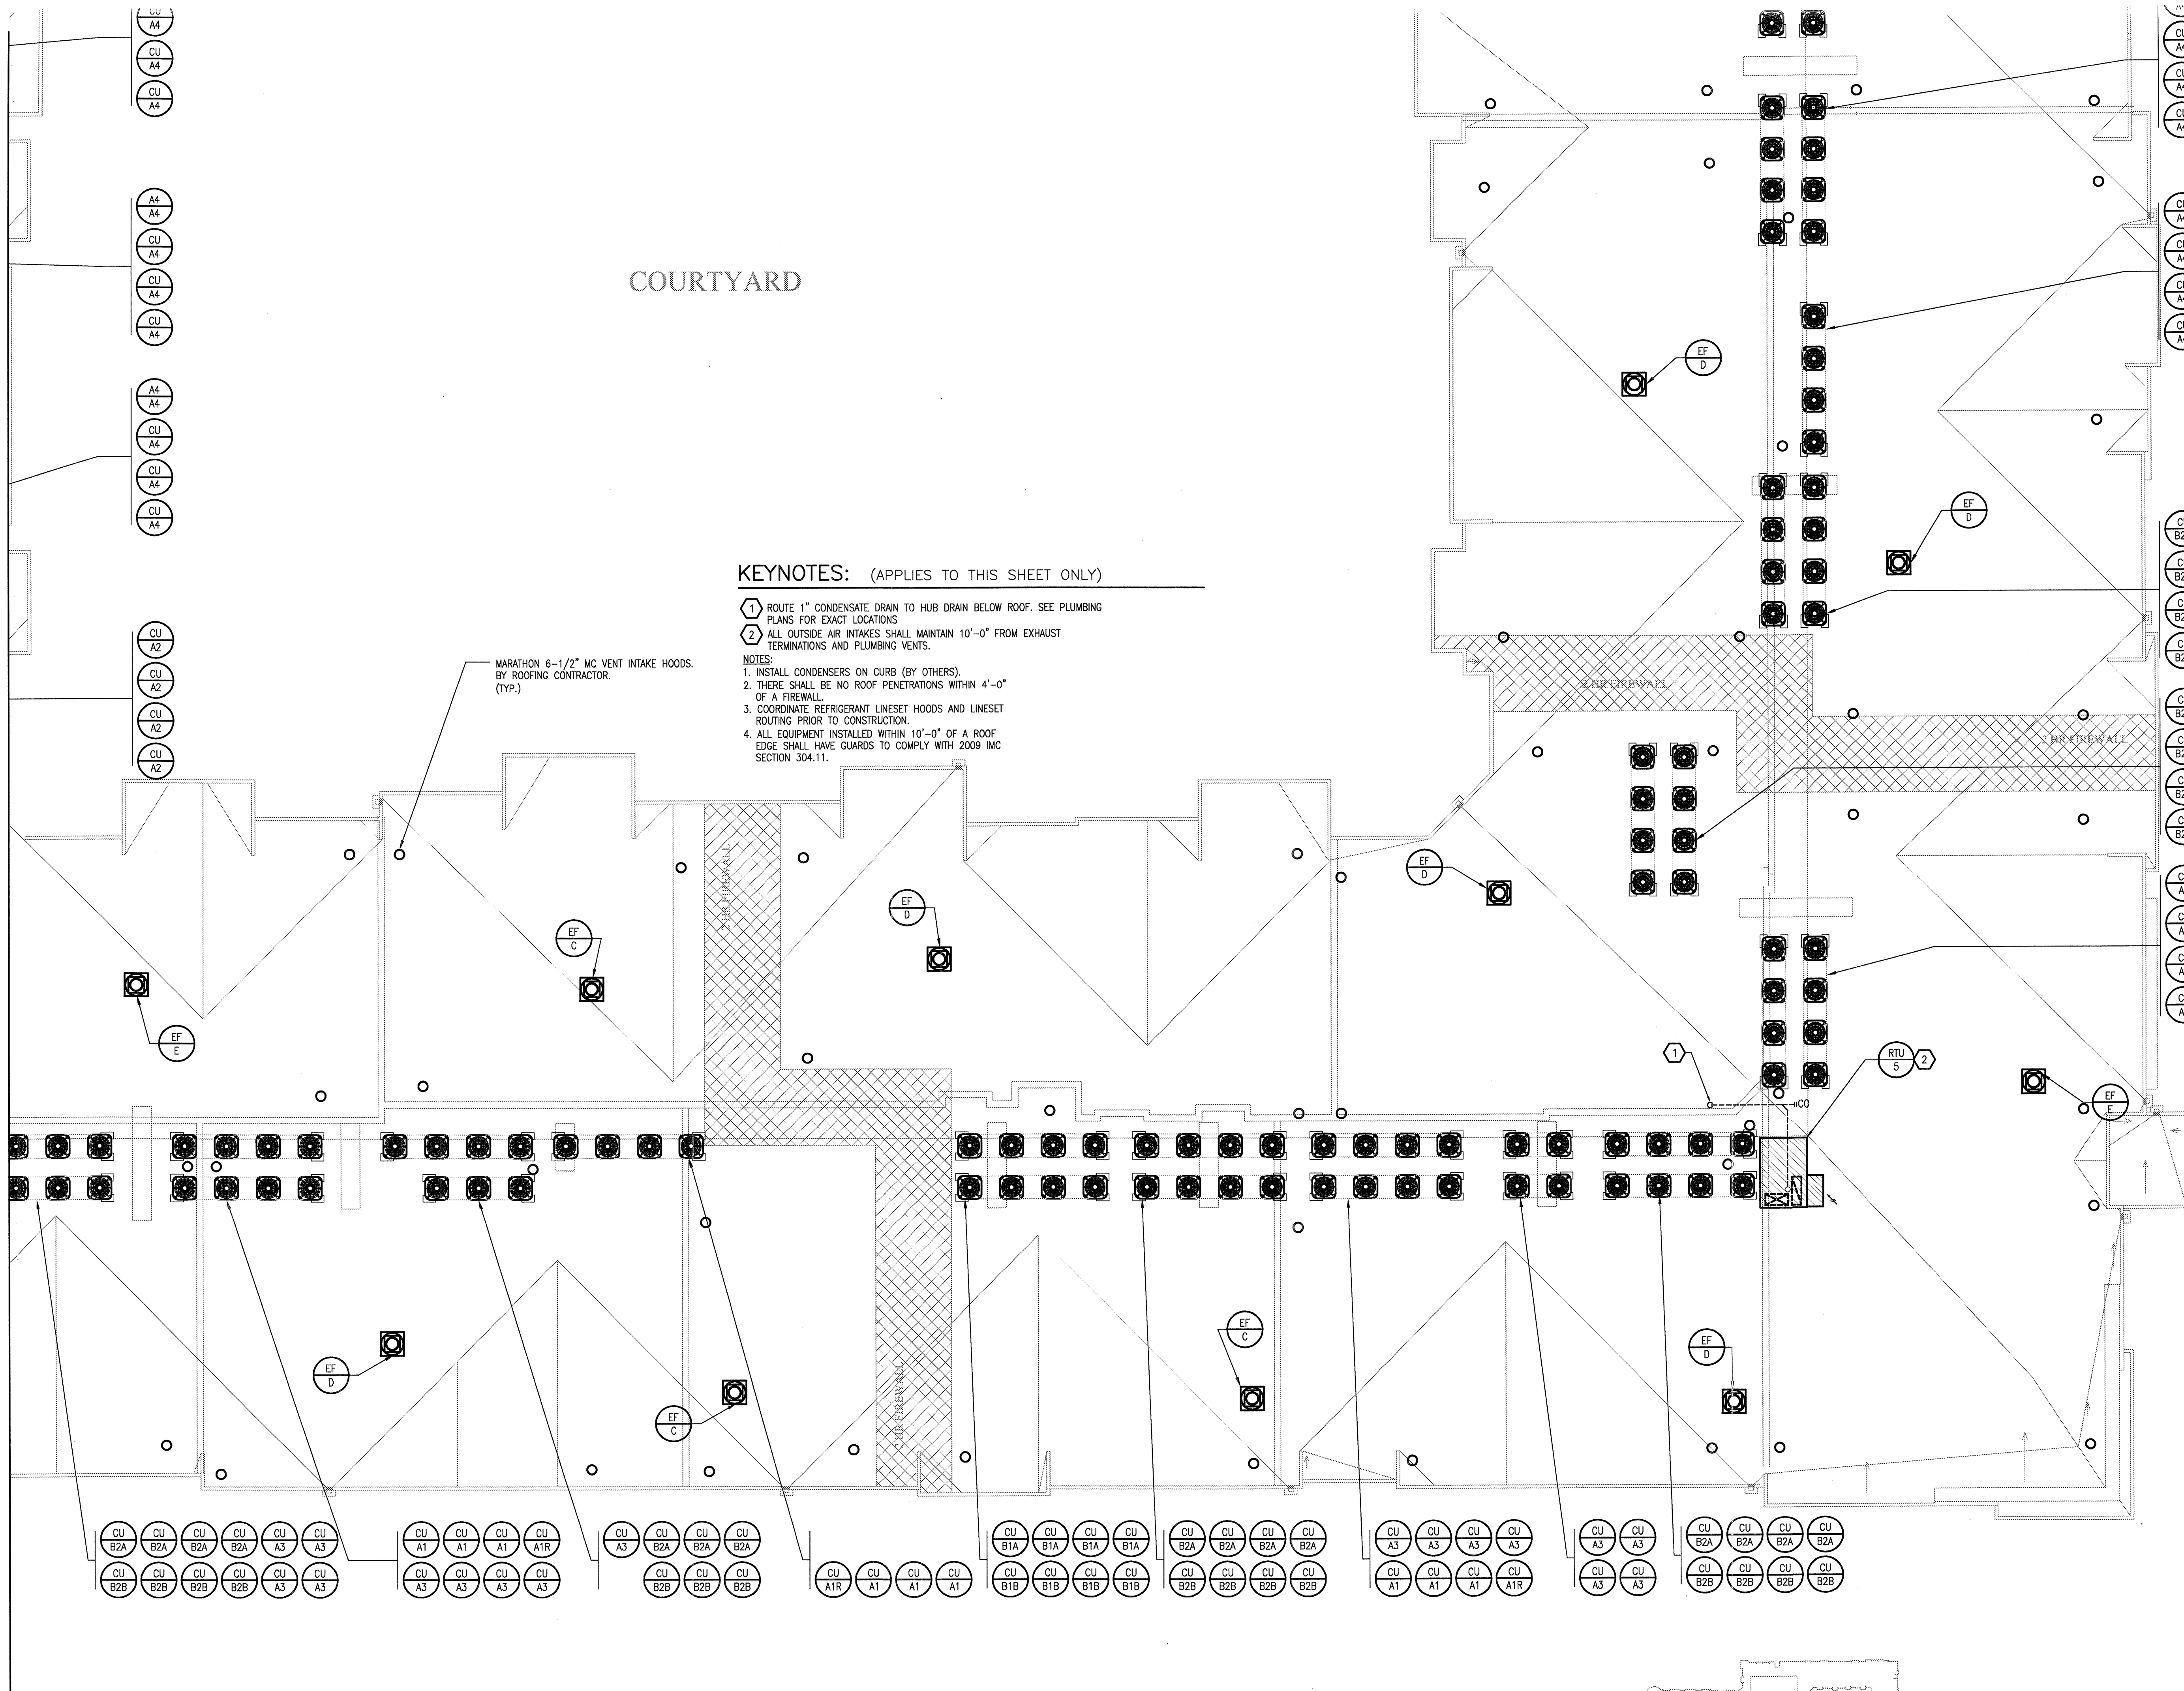 CU
A4
CU
A4
CU
A4
A4
A4
CU
A4
CU
A4
CU
A4
A4
A4
CU
A4
CU
A4
CU
A4
CU
A2
CU
A2
CU
A2
CU
A2
COURTYARD
KEYNOTES: (APPLIES TO THIS SHEET ONLY)
1 ROUTE 1" CONDENSATE DRAIN TO HUB DRAIN BELOW ROOF. SEE PLUMBING
PLANS FOR EXACT LOCATIONS
2 ALL OUTSIDE AIR INTAKES SHALL MAINTAIN 10'-0" FROM EXHAUST
TERMINATIONS AND PLUMBING VENTS.
NOTES:
1. INSTALL CONDENSERS ON CURB (BY OTHERS).
2. THERE SHALL BE NO ROOF PENETRATIONS WITHIN 4'-0"
OF A FIREWALL.
3. COORDINATE REFRIGERANT LINESET HOODS AND LINESET
ROUTING PRIOR TO CONSTRUCTION.
4. ALL EQUIPMENT INSTALLED WITHIN 10'-0" OF A ROOF
EDGE SHALL HAVE GUARDS TO COMPLY WITH 2009 IMC
SECTION 304.11.
MARATHON 6-1/2" MC VENT INTAKE HOODS.
BY ROOFING CONTRACTOR.
(TYP.)
EF
D
EF
D
2 HR FIREWALL
2 HR FIREWALL
EF
D
EF
D
EF
C
2 HR FIREWALL
EF
E
1
RTU
5
2
CO
EF
E
EF
D
EF
C
2 HR FIREWALL
EF
C
EF
D
CU B2A CU B2A CU B2A CU B2A CU A3 CU A3
CU B2B CU B2B CU B2B CU B2B CU A3 CU A3
CU A1 CU A1 CU A1 CU A1R
CU A3 CU A3 CU A3 CU A3
CU A3 CU B2A CU B2A CU B2A
CU B2B CU B2B CU B2B
CU A1R CU A1 CU A1 CU A1
CU B1A CU B1A CU B1A CU B1A
CU B1B CU B1B CU B1B CU B1B
CU B2A CU B2A CU B2A CU B2A
CU B2B CU B2B CU B2B CU B2B
CU A3 CU A3 CU A3 CU A3
CU A1 CU A1 CU A1 CU A1R
CU A3 CU A3
CU A3 CU A3
CU B2A CU B2A CU B2A CU B2A
CU B2B CU B2B CU B2B CU B2B